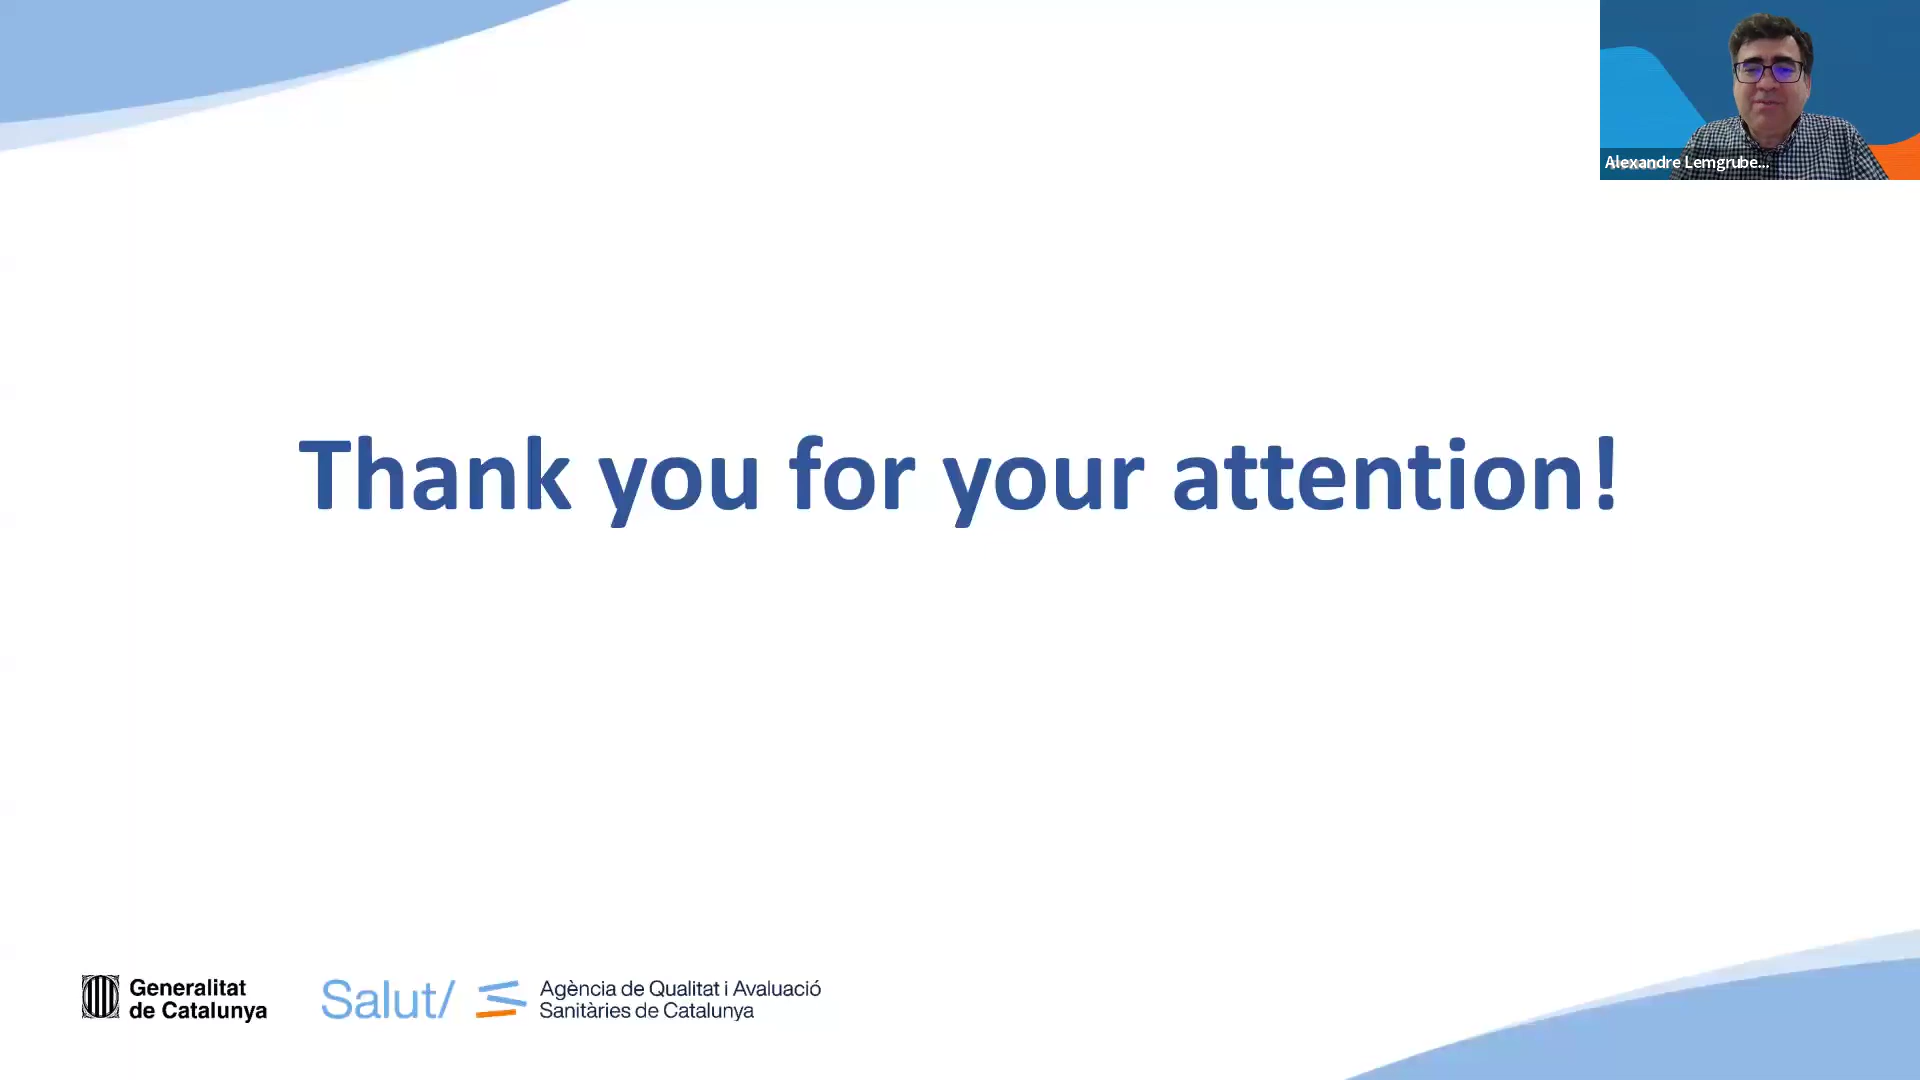 Alexandre Lemgrube...
Thank you for your attention!
Generalitat
de Catalunya
Salut/
Agència de Qualitat i Avaluació
Sanitàries de Catalunya